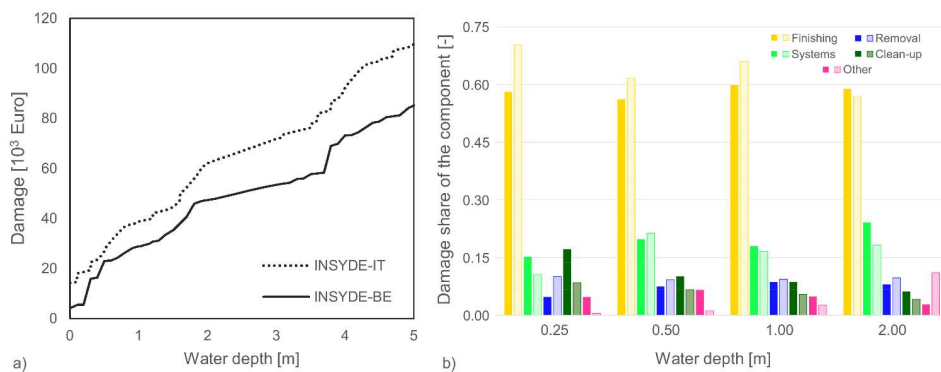 120
100
80
60
40
20
0
Damage [10³ Euro]
INSYDE-IT
INSYDE-BE
0 1 2 3 4 5
Water depth [m]
a)
0.75
0.60
0.45
0.30
0.15
0.00
Damage share of the component [-]
Finishing Removal
Systems Clean-up
Other
0.25 0.50 1.00 2.00
Water depth [m]
b)